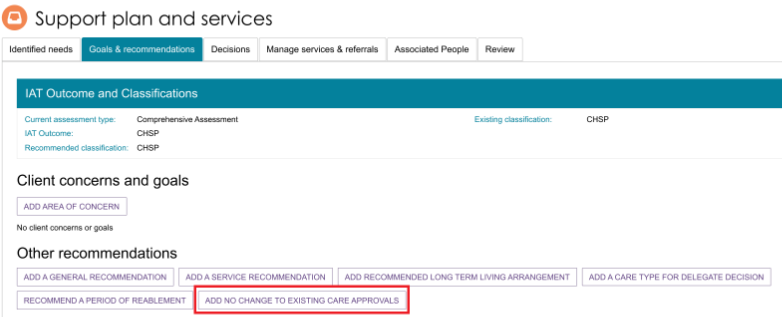 Support plan and services
Identified needs Goals & recommendations Decisions Manage services & referrals Associated People Review
IAT Outcome and Classifications
Current assessment type: Comprehensive Assessment Existing classification: CHSP
IAT Outcome: CHSP
Recommended classification: CHSP
Client concerns and goals
ADD AREA OF CONCERN
No client concerns or goals
Other recommendations
ADD A GENERAL RECOMMENDATION ADD A SERVICE RECOMMENDATION ADD RECOMMENDED LONG TERM LIVING ARRANGEMENT ADD A CARE TYPE FOR DELEGATE DECISION
RECOMMEND A PERIOD OF REABLEMENT ADD NO CHANGE TO EXISTING CARE APPROVALS